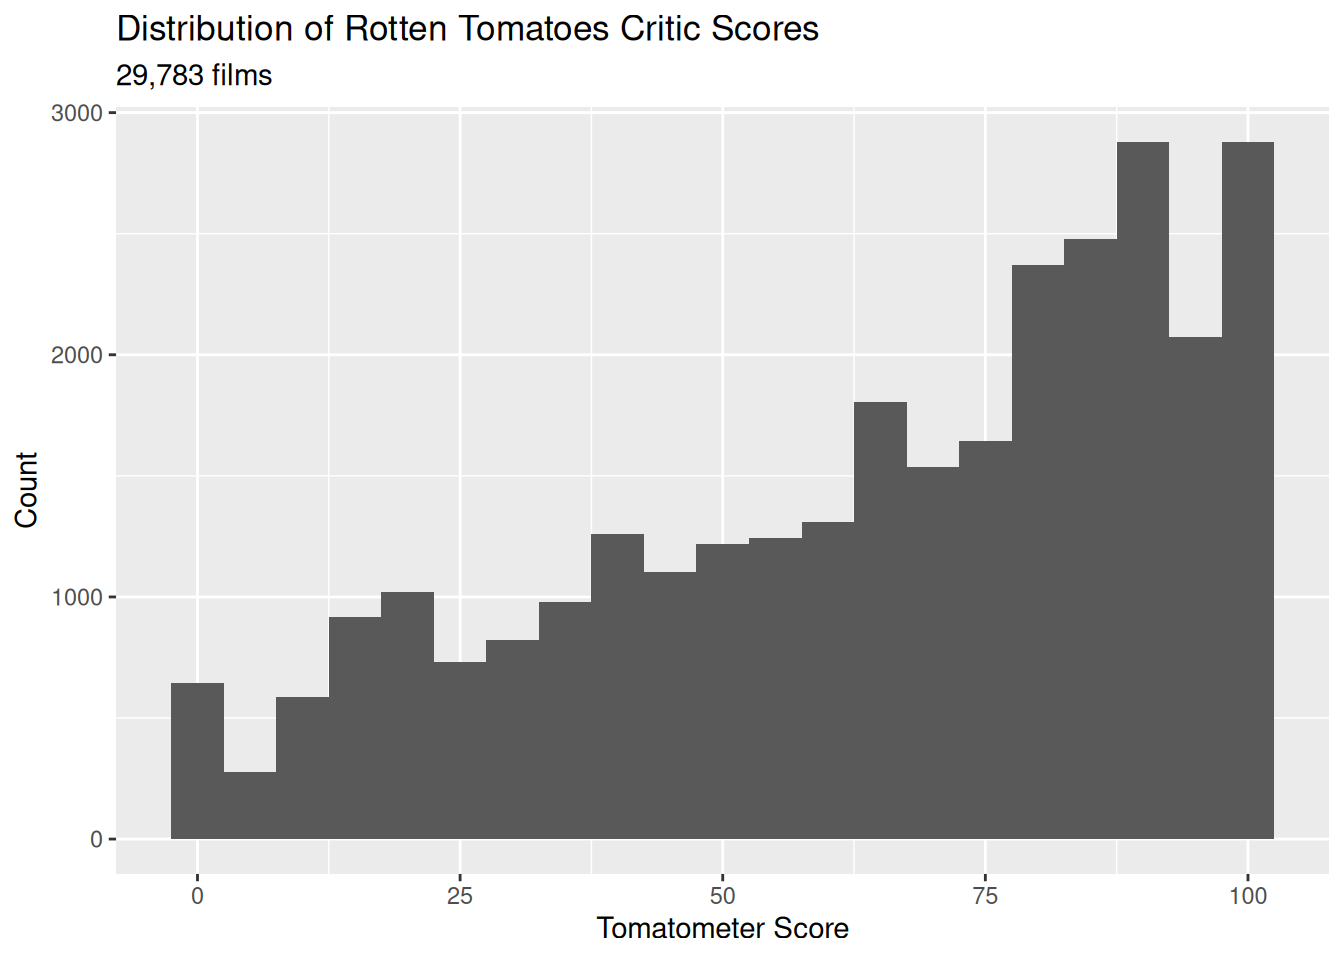 Distribution of Rotten Tomatoes Critic Scores
29,783 films
3000
2000
1000
0
Count
0 25 50 75 100
Tomatometer Score